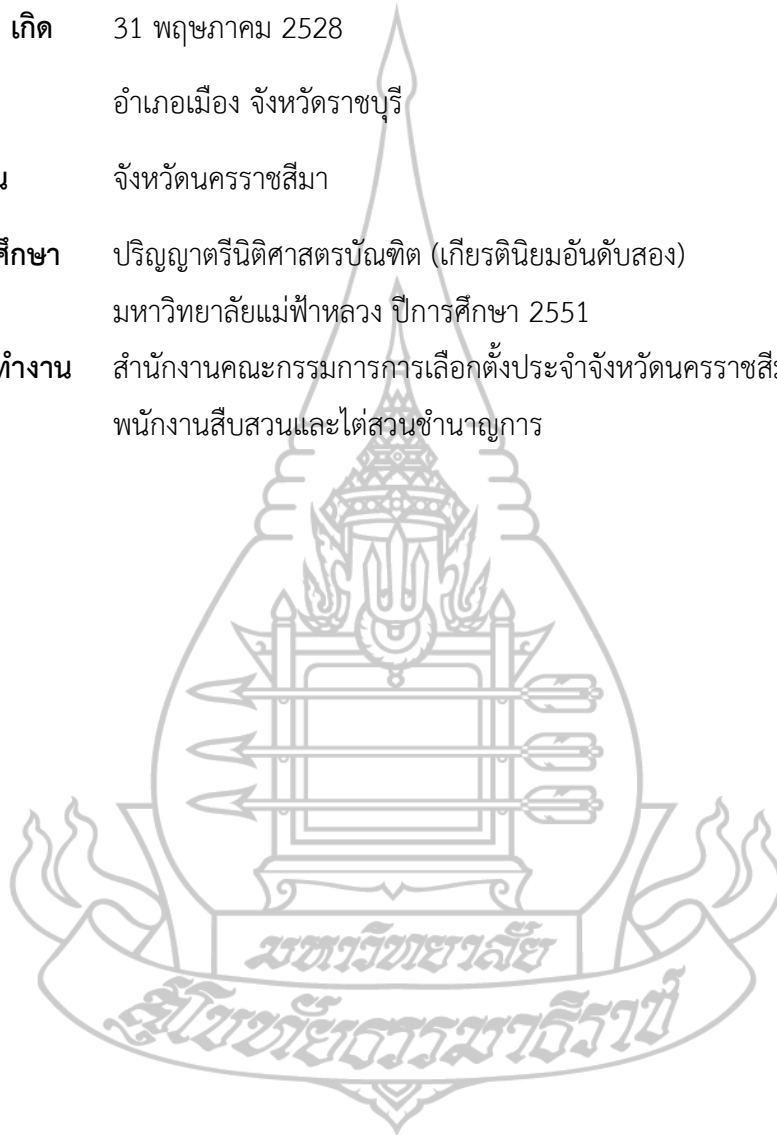 เกิด 31 พฤษภาคม 2528
อำเภอเมือง จังหวัดราชบุรี
จังหวัดนครราชสีมา
ปริญญาตรีนิติศาสตรบัณฑิต (เกียรตินิยมอันดับสอง)
มหาวิทยาลัยแม่ฟ้าหลวง ปีการศึกษา 2551
ทำงาน สำนักงานคณะกรรมการการเลือกตั้งประจำจังหวัดนครราชสี
พนักงานสืบสวนและไต่สวนชำนาญการ
มหาวิทยาลัย
สุโขทัยธรรมาธิราช